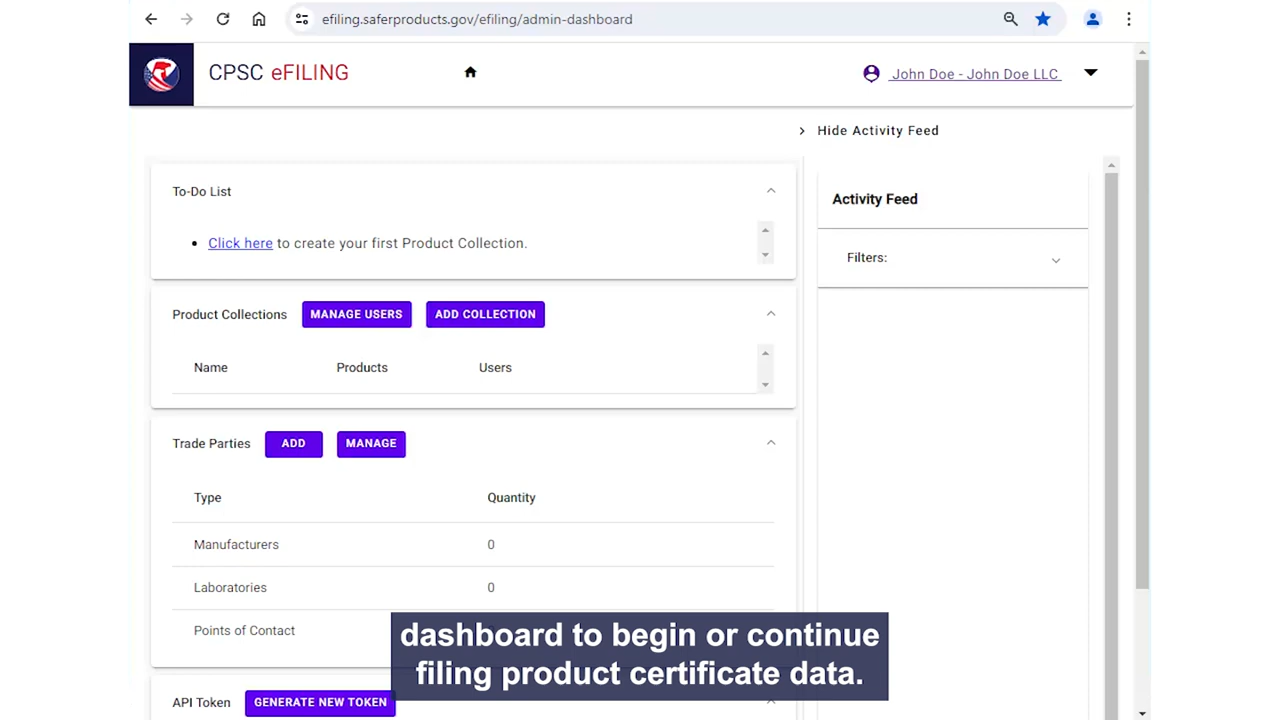 efiling.saferproducts.gov/efiling/admin-dashboard
CPSC eFILING
John Doe - John Doe LLC
Hide Activity Feed
To-Do List
Click here to create your first Product Collection.
Product Collections MANAGE USERS ADD COLLECTION
Name Products Users
Trade Parties ADD MANAGE
Type Quantity
Manufacturers 0
Laboratories 0
Points of Contact
API Token GENERATE NEW TOKEN
Activity Feed
Filters:
dashboard to begin or continue
filing product certificate data.